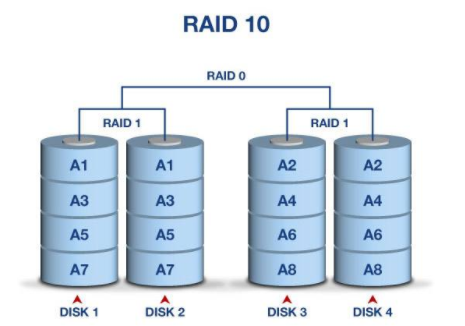 RAID 10
RAID 0
RAID 1 RAID 1
A1 A1 A2 A2
A3 A3 A4 A4
A5 A5 A6 A6
A7 A7 A8 A8
DISK 1 DISK 2 DISK 3 DISK 4